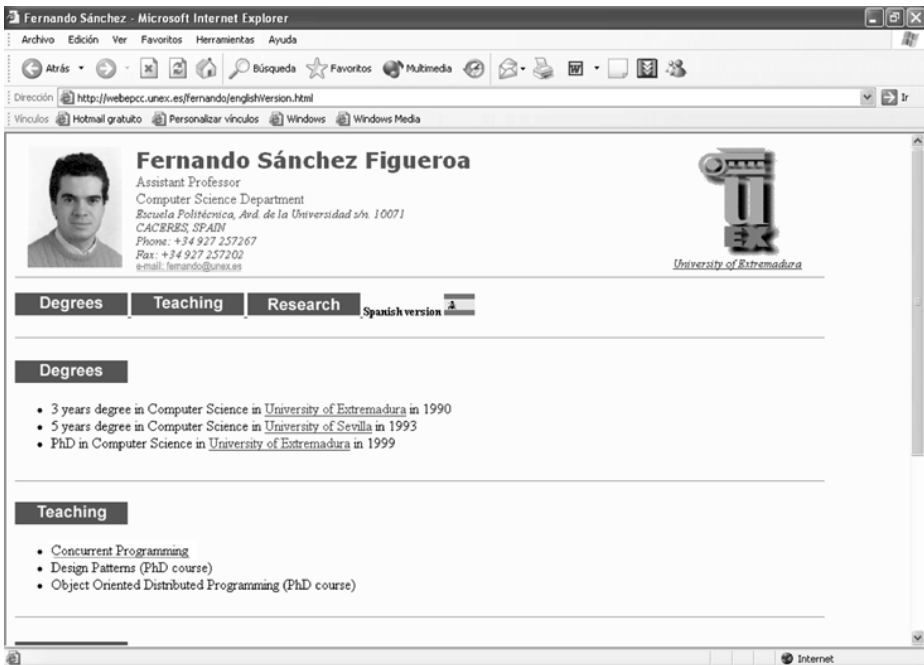 Fernando Sánchez - Microsoft Internet Explorer
Archivo Edición Ver Favoritos Herramientas Ayuda
Atrás Búsqueda Favoritos Multimedia W
Dirección http://webepcc.unex.es/fernando/englishVersion.html Ir
Vínculos Hotmail gratuito Personalizar vínculos Windows Windows Media
Fernando Sánchez Figueroa
Assistant Professor
Computer Science Department
Escuela Politécnica, Avd. de la Universidad s/n. 10071
CACERES, SPAIN
Phone: +34 927 257267
Fax: +34 927 257202
e-mail: fernando@unex.es
UEX
University of Extremadura
Degrees Teaching Research Spanish version
Degrees
• 3 years degree in Computer Science in University of Extremadura in 1990
• 5 years degree in Computer Science in University of Sevilla in 1993
• PhD in Computer Science in University of Extremadura in 1999
Teaching
• Concurrent Programming
• Design Patterns (PhD course)
• Object Oriented Distributed Programming (PhD course)
Internet